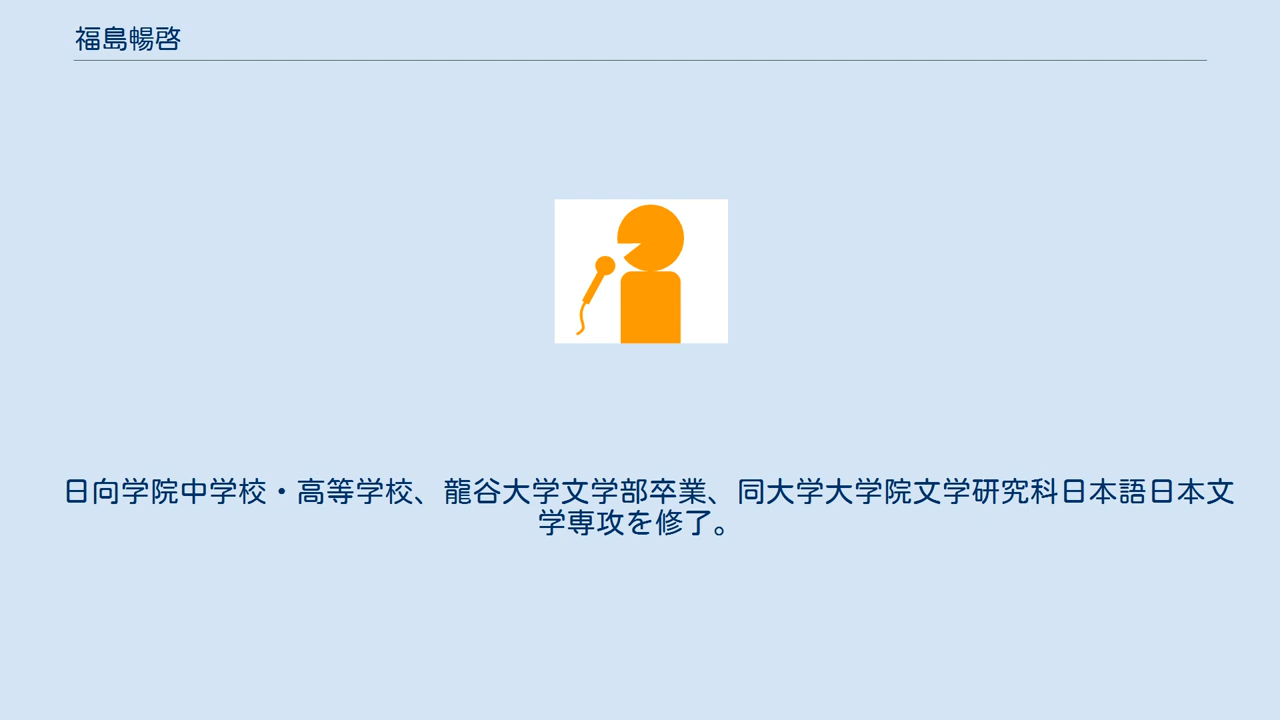 福島暢啓
日向学院中学校・高等学校、龍谷大学文学部卒業、同大学大学院文学研究科日本語日本文
学専攻を修了。